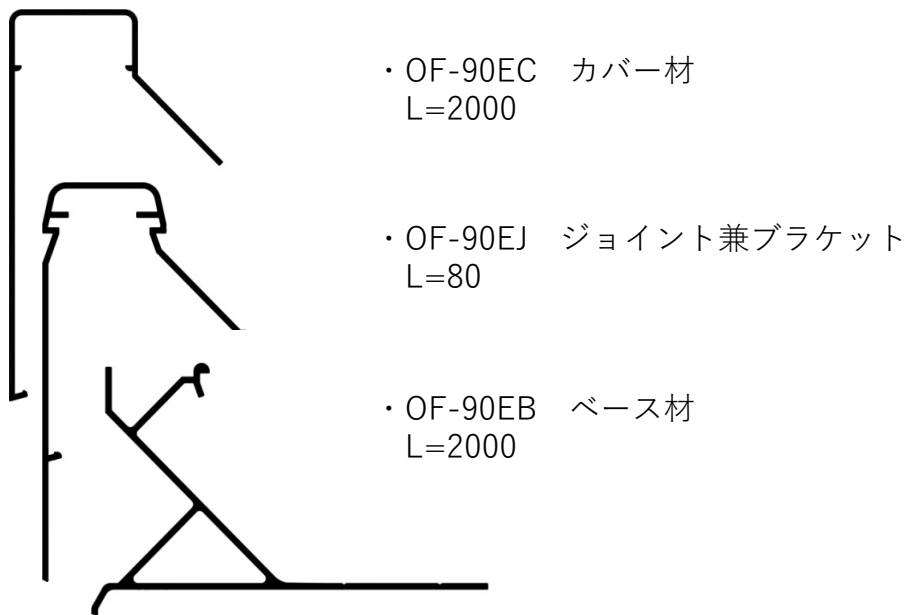 ・OF-90EC　カバー材
L=2000
・OF-90EJ　ジョイント兼ブラケット
L=80
・OF-90EB　ベース材
L=2000